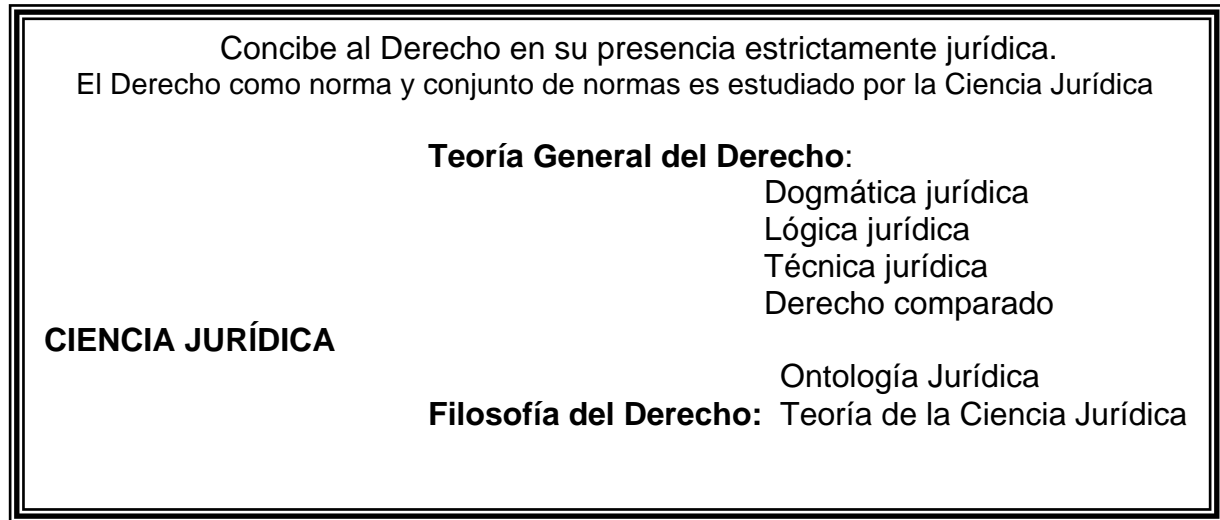 Concibe al Derecho en su presencia estrictamente jurídica.
El Derecho como norma y conjunto de normas es estudiado por la Ciencia Jurídica
Teoría General del Derecho:
Dogmática jurídica
Lógica jurídica
Técnica jurídica
Derecho comparado
CIENCIA JURÍDICA
Ontología Jurídica
Filosofía del Derecho: Teoría de la Ciencia Jurídica